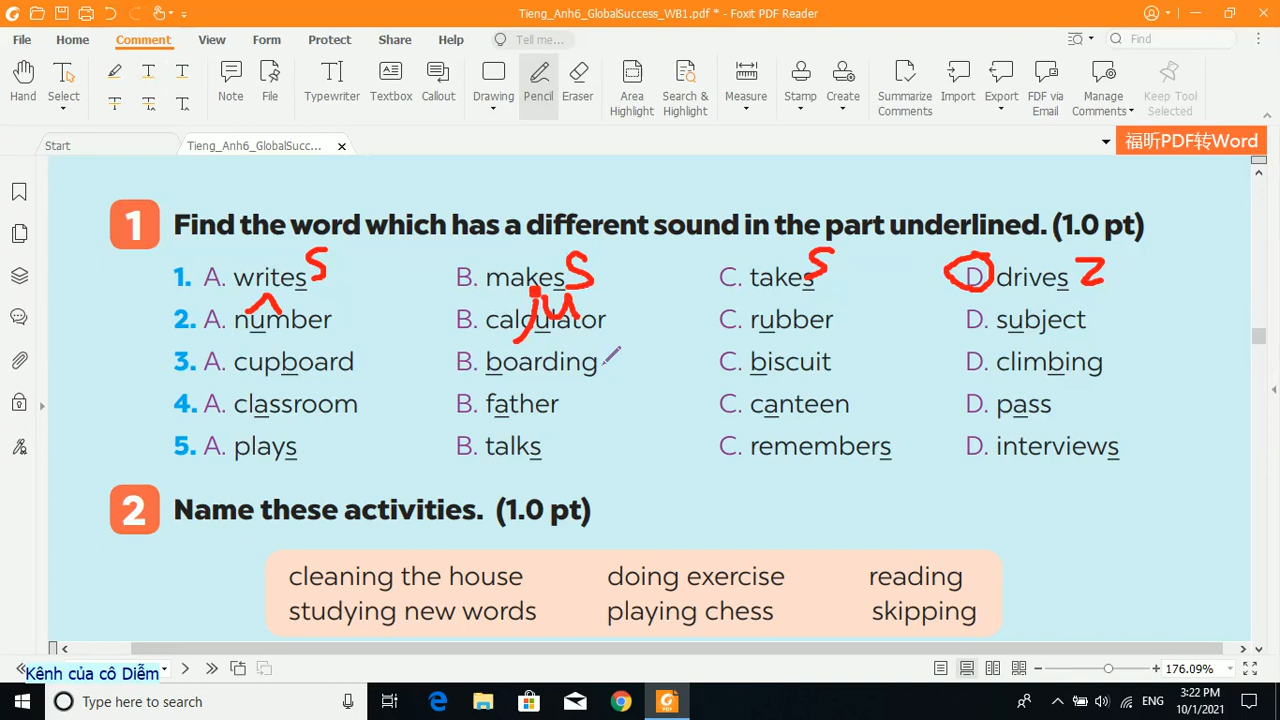 Tieng_Anh6_GlobalSuccess_WB1.pdf * - Foxit PDF Reader
File Home Comment View Form Protect Share Help Tell me... Find
Hand Select Note File Typewriter Textbox Callout Drawing Pencil Eraser Area Highlight Search & Highlight Measure Stamp Create Summarize Comments Import Export PDF via Email Manage Comments Keep Tool Selected
Start Tieng_Anh6_GlobalSucc... 福昕PDF转Word
1 Find the word which has a different sound in the part underlined. (1.0 pt)
1. A. writes s B. makes s C. takes s D. drives z
2. A. number ʌ B. calculator ju C. rubber D. subject
3. A. cupboard B. boarding C. biscuit D. climbing
4. A. classroom B. father C. canteen D. pass
5. A. plays B. talks C. remembers D. interviews
2 Name these activities. (1.0 pt)
cleaning the house doing exercise reading
studying new words playing chess skipping
Kênh của cô Diễm 176.09%
Type here to search ENG 3:22 PM
10/1/2021